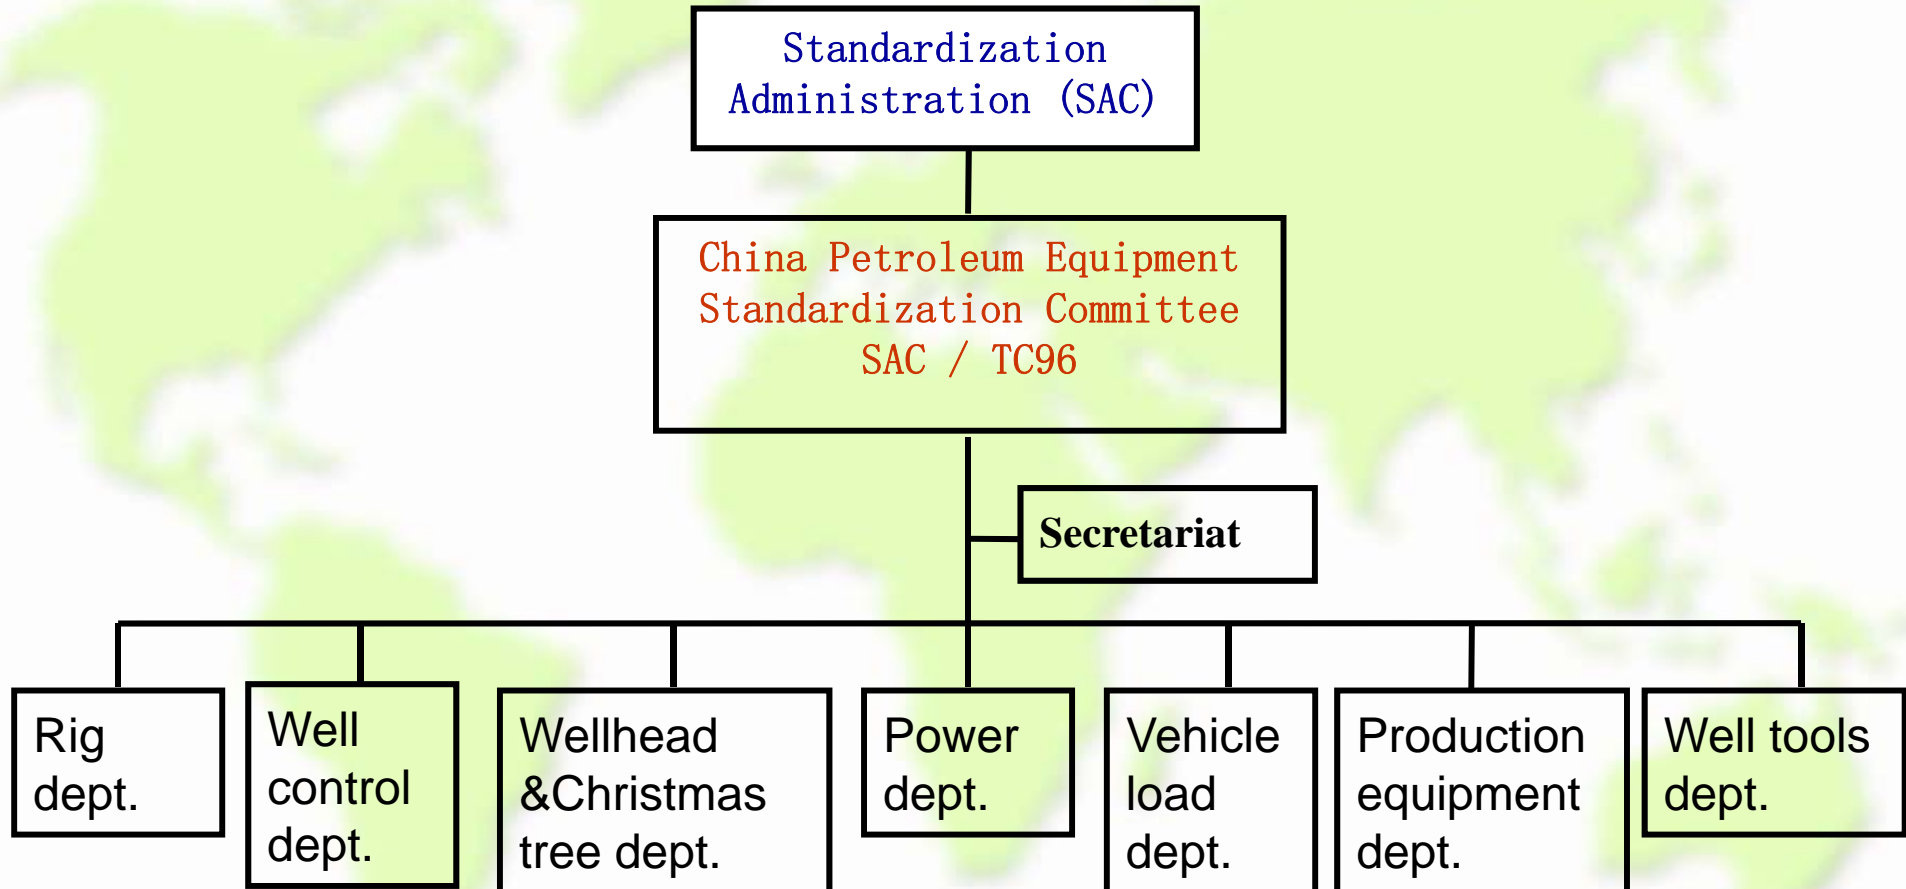 Standardization
Administration (SAC)
China Petroleum Equipment
Standardization Committee
SAC / TC96
Secretariat
Rig
dept.
Well
control
dept.
Wellhead
&Christmas
tree dept.
Power
dept.
Vehicle
load
dept.
Production
equipment
dept.
Well tools
dept.